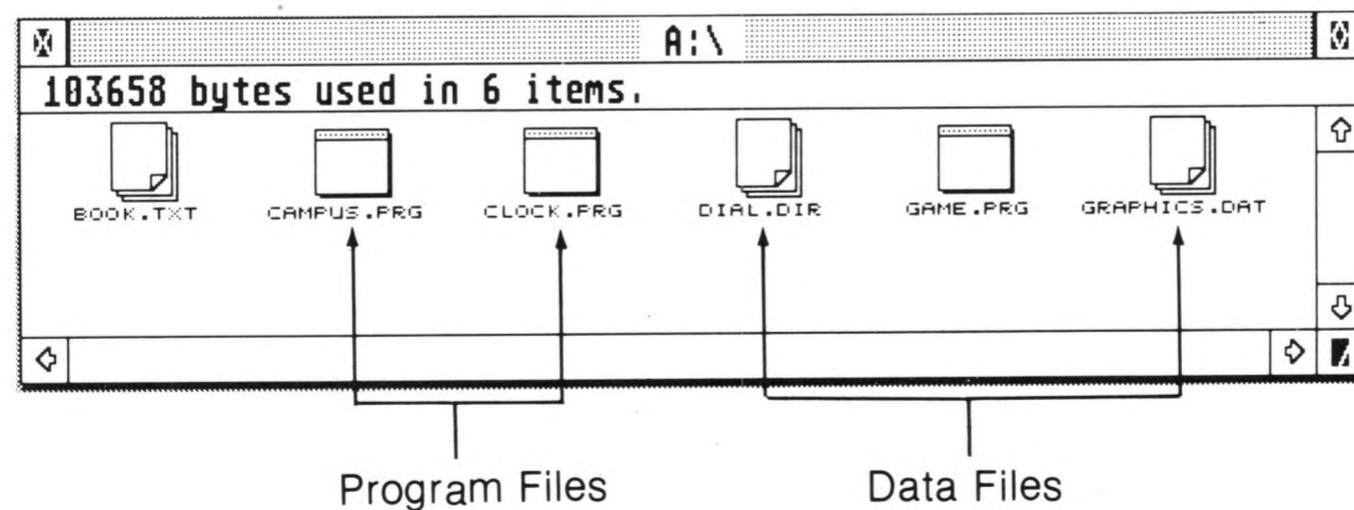 A:\
103658 bytes used in 6 items.
BOOK.TXT CAMPUS.PRG CLOCK.PRG DIAL.DIR GAME.PRG GRAPHICS.DAT
Program Files Data Files